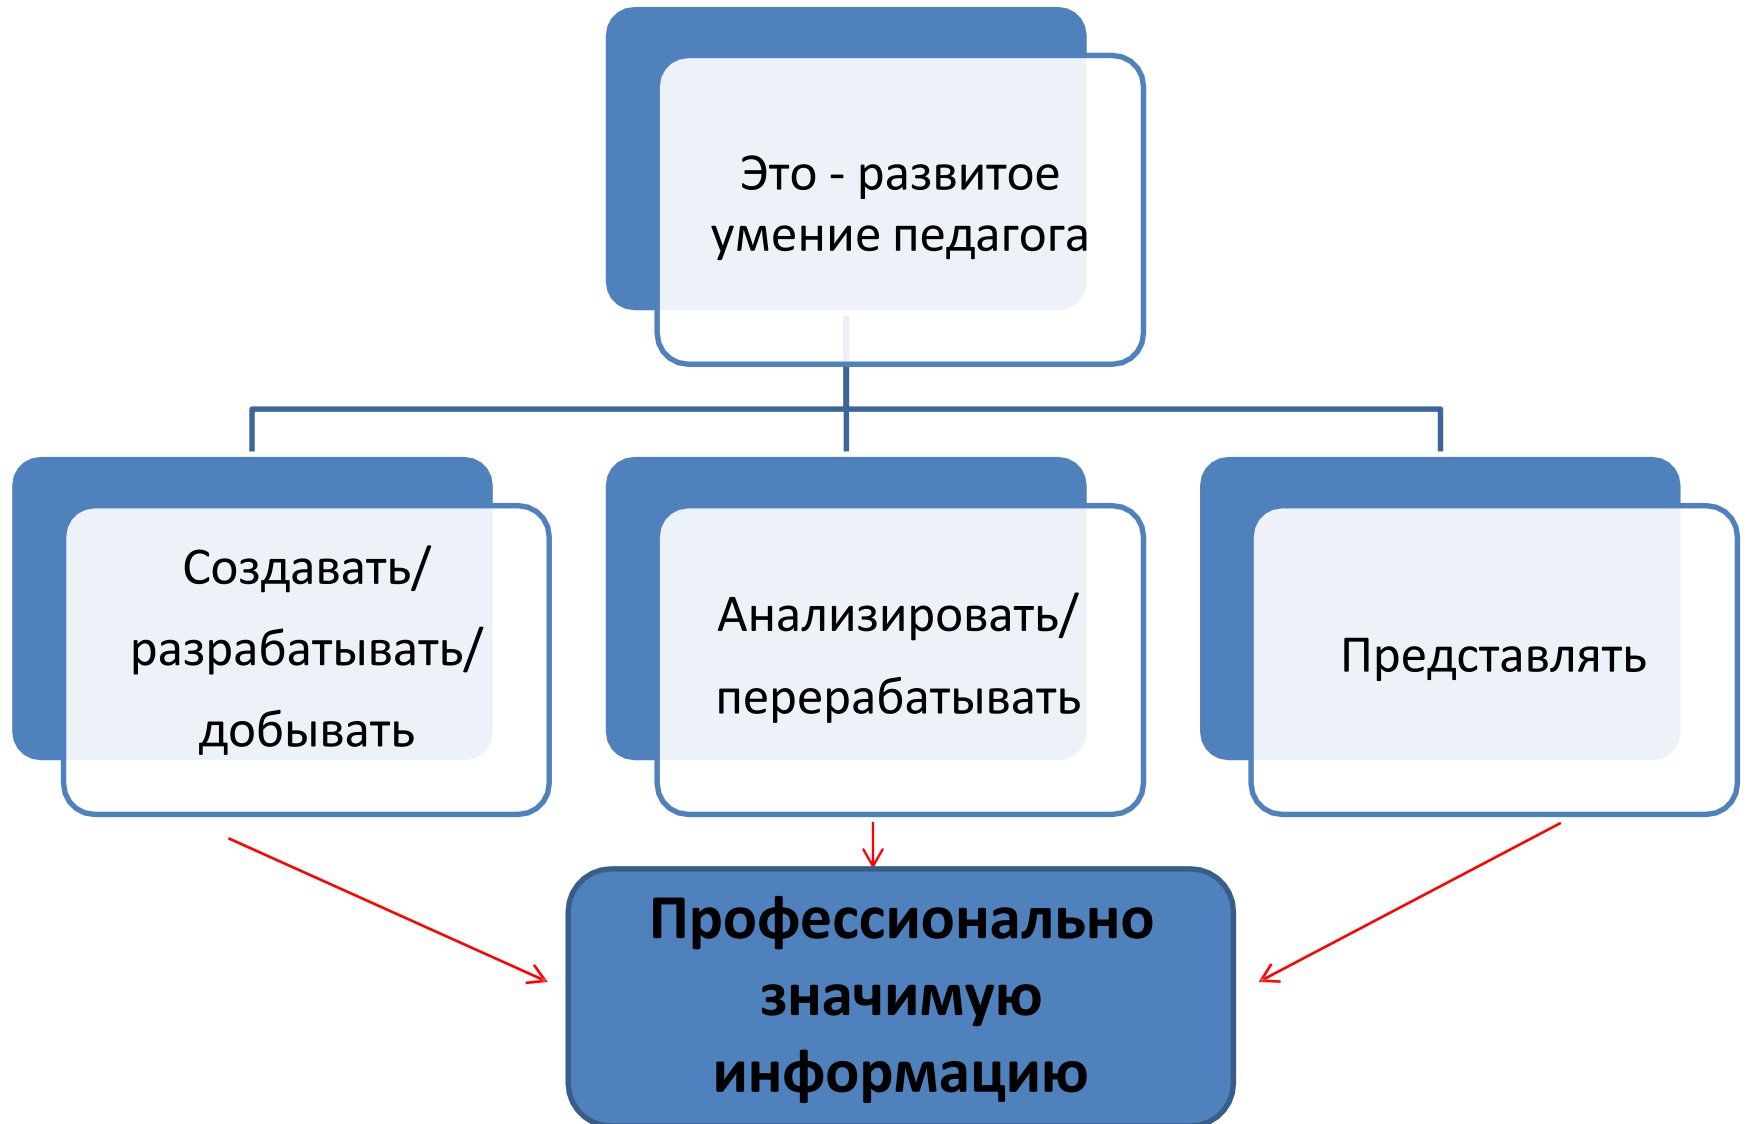 Это - развитое
умение педагога
Создавать/
разрабатывать/
добывать
Анализировать/
перерабатывать
Представлять
Профессионально
значимую
информацию